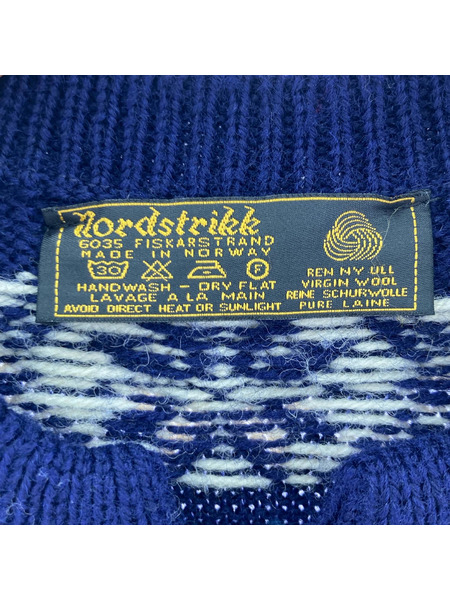 Nordstrikk
6035 FISKARSTRAND
MADE IN NORWAY
30 F
HANDWASH - DRY FLAT
LAVAGE A LA MAIN
AVOID DIRECT HEAT OR SUNLIGHT
REN NY ULL
VIRGIN WOOL
REINE SCHURWOLLE
PURE LAINE